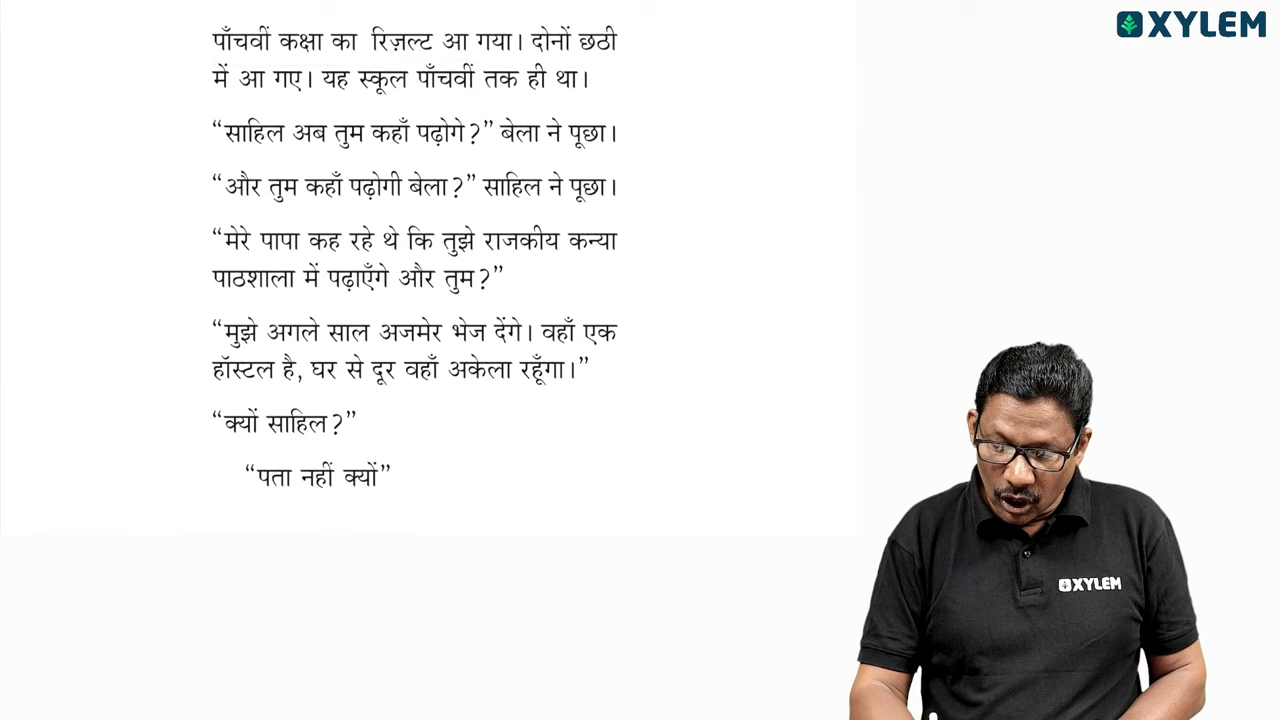 XYLEM
पाँचवीं कक्षा का रिज़ल्ट आ गया। दोनों छठी
में आ गए। यह स्कूल पाँचवीं तक ही था।
“साहिल अब तुम कहाँ पढ़ोगे?” बेला ने पूछा।
“और तुम कहाँ पढ़ोगी बेला?” साहिल ने पूछा।
“मेरे पापा कह रहे थे कि तुझे राजकीय कन्या
पाठशाला में पढ़ाएँगे और तुम?”
“मुझे अगले साल अजमेर भेज देंगे। वहाँ एक
हॉस्टल है, घर से दूर वहाँ अकेला रहूँगा।”
“क्यों साहिल?”
“पता नहीं क्यों”
XYLEM